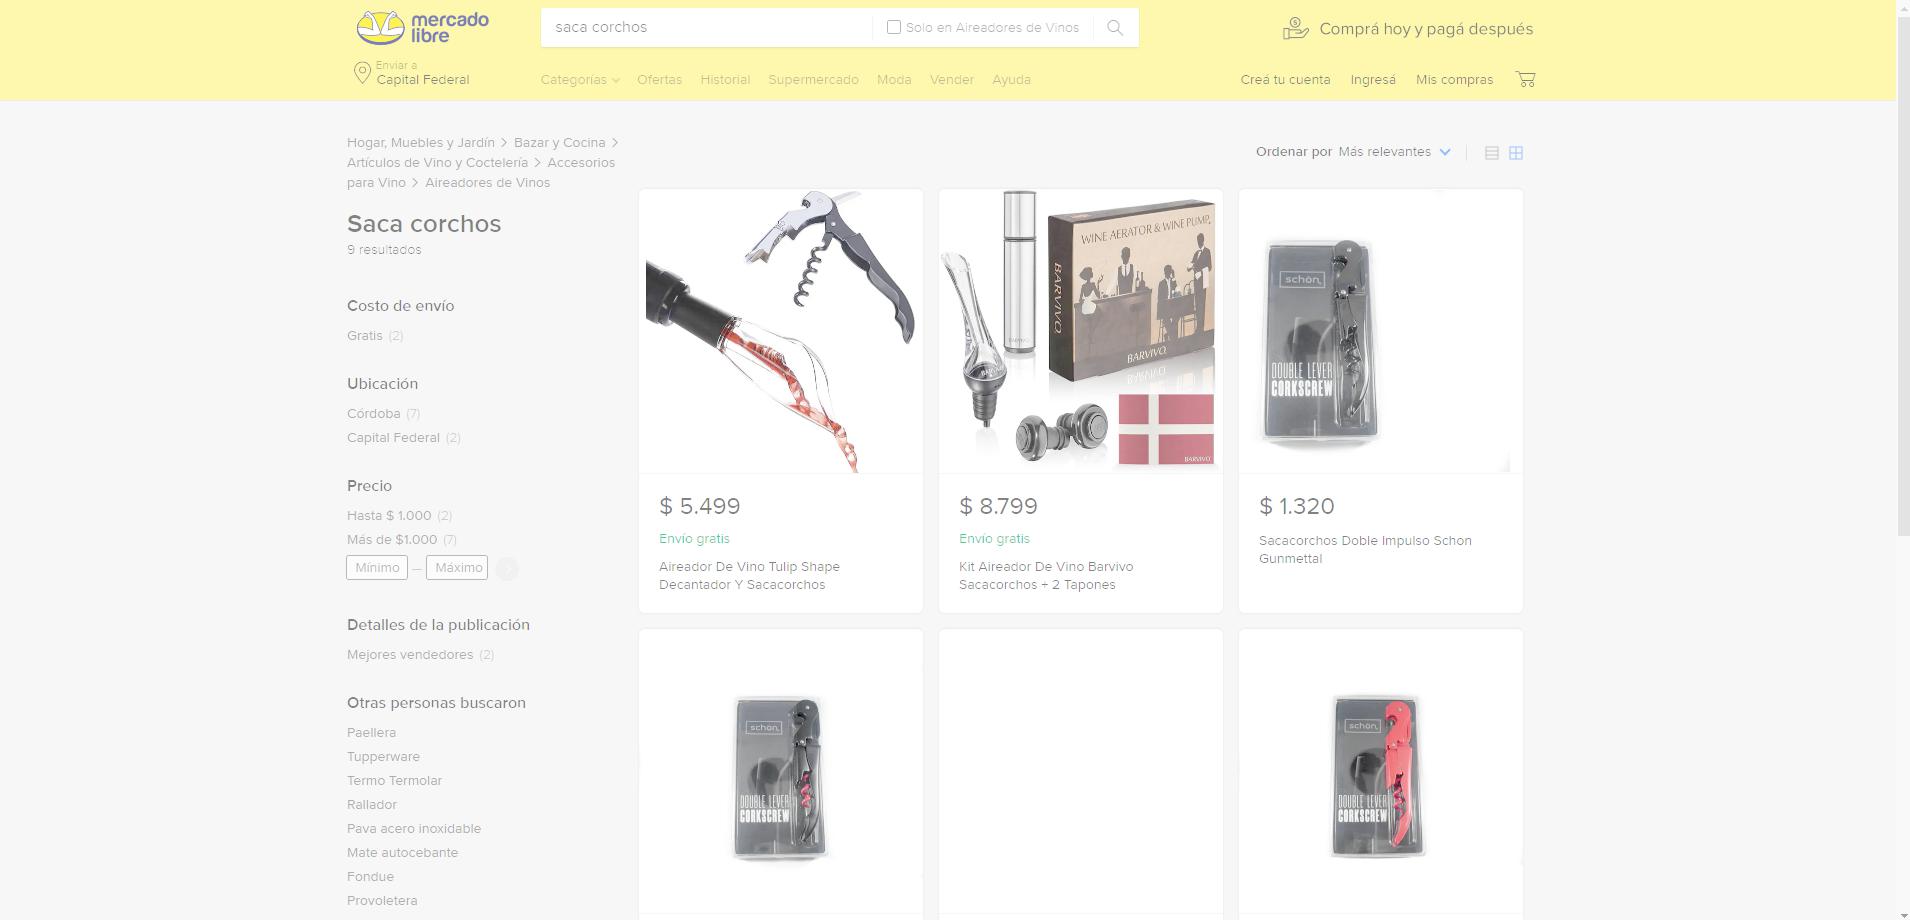 mercado
libre
saca corchos
Solo en Aireadores de Vinos
Comprá hoy y pagá después
Enviar a
Capital Federal
Categorías
Ofertas
Historial
Supermercado
Moda
Vender
Ayuda
Creá tu cuenta
Ingresá
Mis compras
Hogar, Muebles y Jardín > Bazar y Cocina >
Artículos de Vino y Coctelería > Accesorios
para Vino > Aireadores de Vinos
Ordenar por Más relevantes
Saca corchos
9 resultados
Costo de envío
Gratis (2)
Ubicación
Córdoba (7)
Capital Federal (2)
Precio
Hasta $ 1.000 (2)
Más de $1.000 (7)
Mínimo — Máximo
Detalles de la publicación
Mejores vendedores (2)
Otras personas buscaron
Paellera
Tupperware
Termo Termolar
Rallador
Pava acero inoxidable
Mate autocebante
Fondue
Provoletera
$ 5.499
Envío gratis
Aireador De Vino Tulip Shape
Decantador Y Sacacorchos
WINE AERATOR & WINE PUMP
BARVIVO
BARVIVO
BARVIVO
BARVIVO
$ 8.799
Envío gratis
Kit Aireador De Vino Barvivo
Sacacorchos + 2 Tapones
schön
DOUBLE LEVER
CORKSCREW
$ 1.320
Sacacorchos Doble Impulso Schon
Gunmettal
schön
DOUBLE LEVER
CORKSCREW
schön
DOUBLE LEVER
CORKSCREW